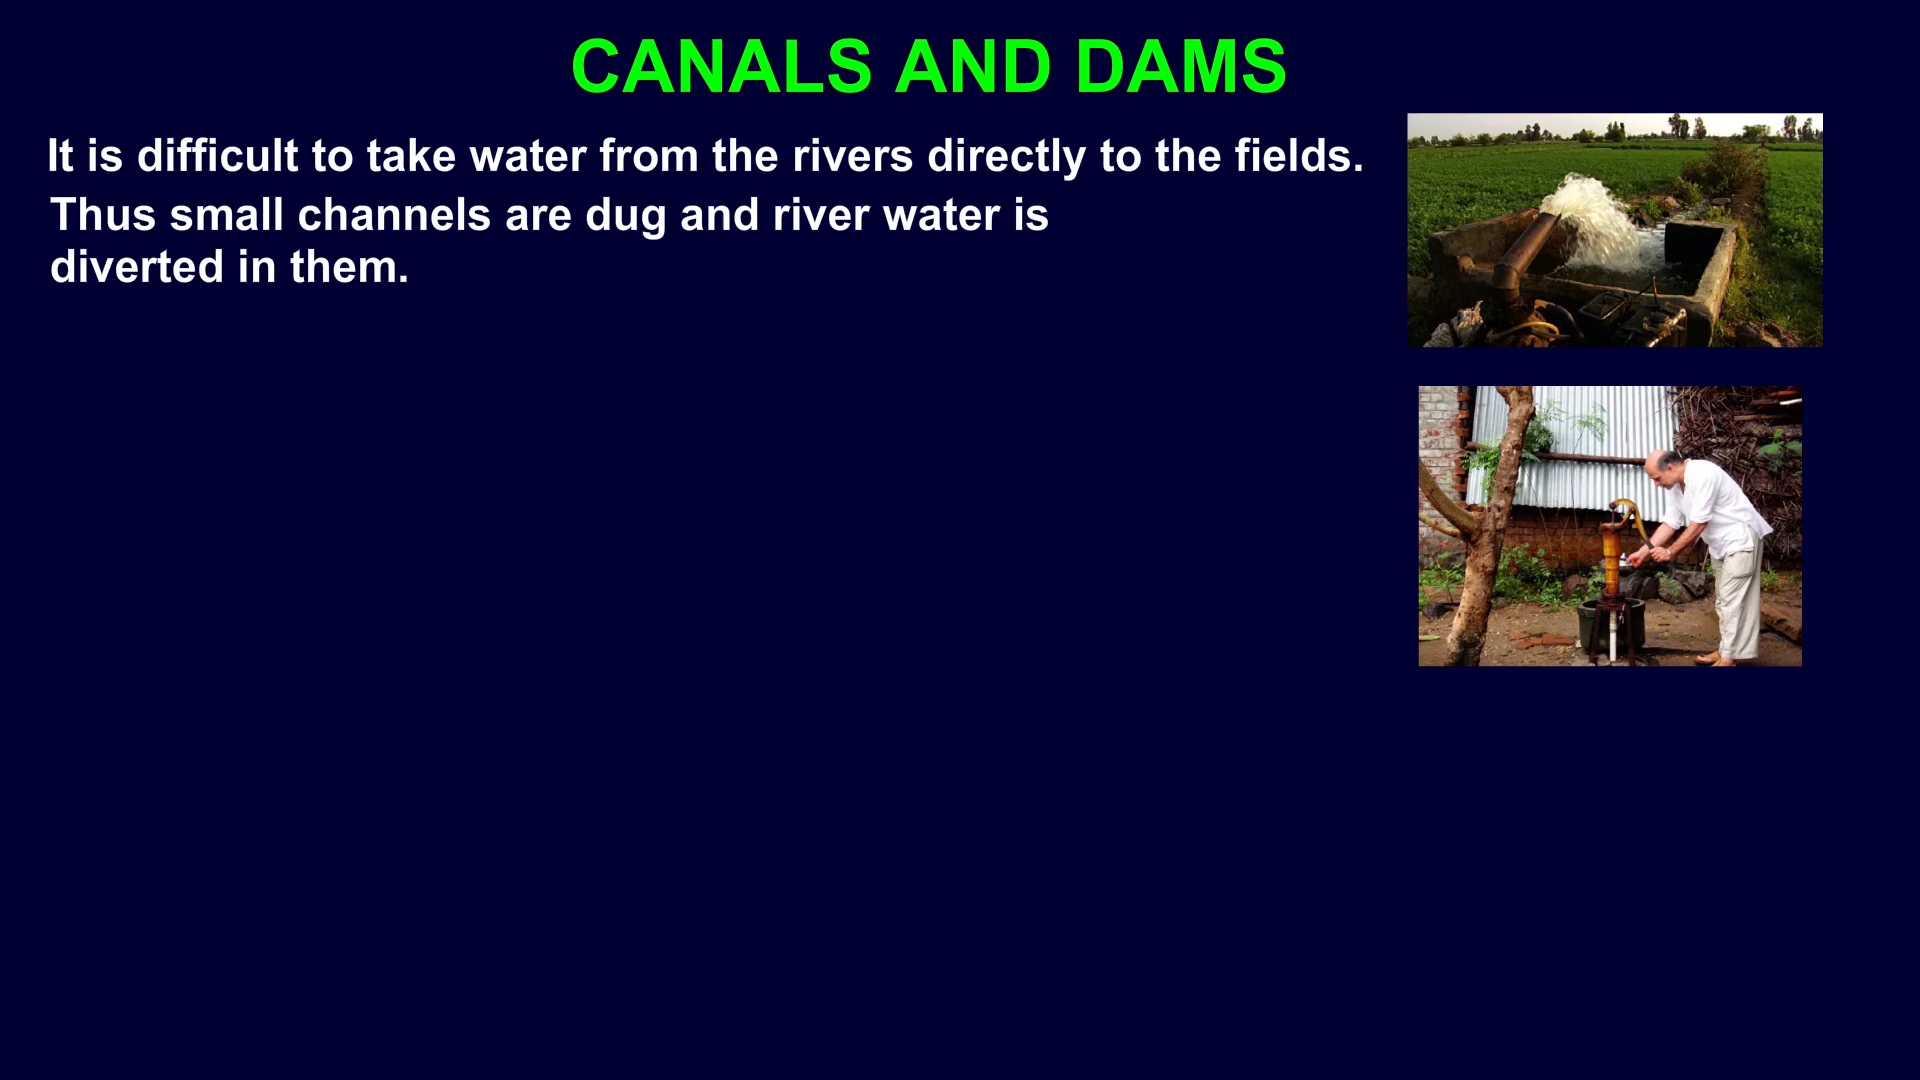 CANALS AND DAMS
It is difficult to take water from the rivers directly to the fields.
Thus small channels are dug and river water is
diverted in them.